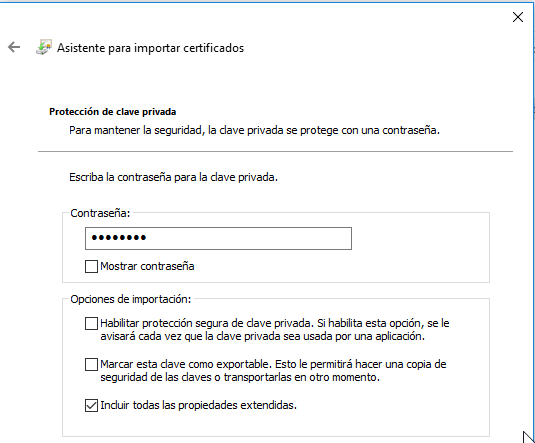 Asistente para importar certificados
Protección de clave privada
Para mantener la seguridad, la clave privada se protege con una contraseña.
Escriba la contraseña para la clave privada.
Contraseña:
••••••••
Mostrar contraseña
Opciones de importación:
Habilitar protección segura de clave privada. Si habilita esta opción, se le
avisará cada vez que la clave privada sea usada por una aplicación.
Marcar esta clave como exportable. Esto le permitirá hacer una copia de
seguridad de las claves o transportarlas en otro momento.
Incluir todas las propiedades extendidas.